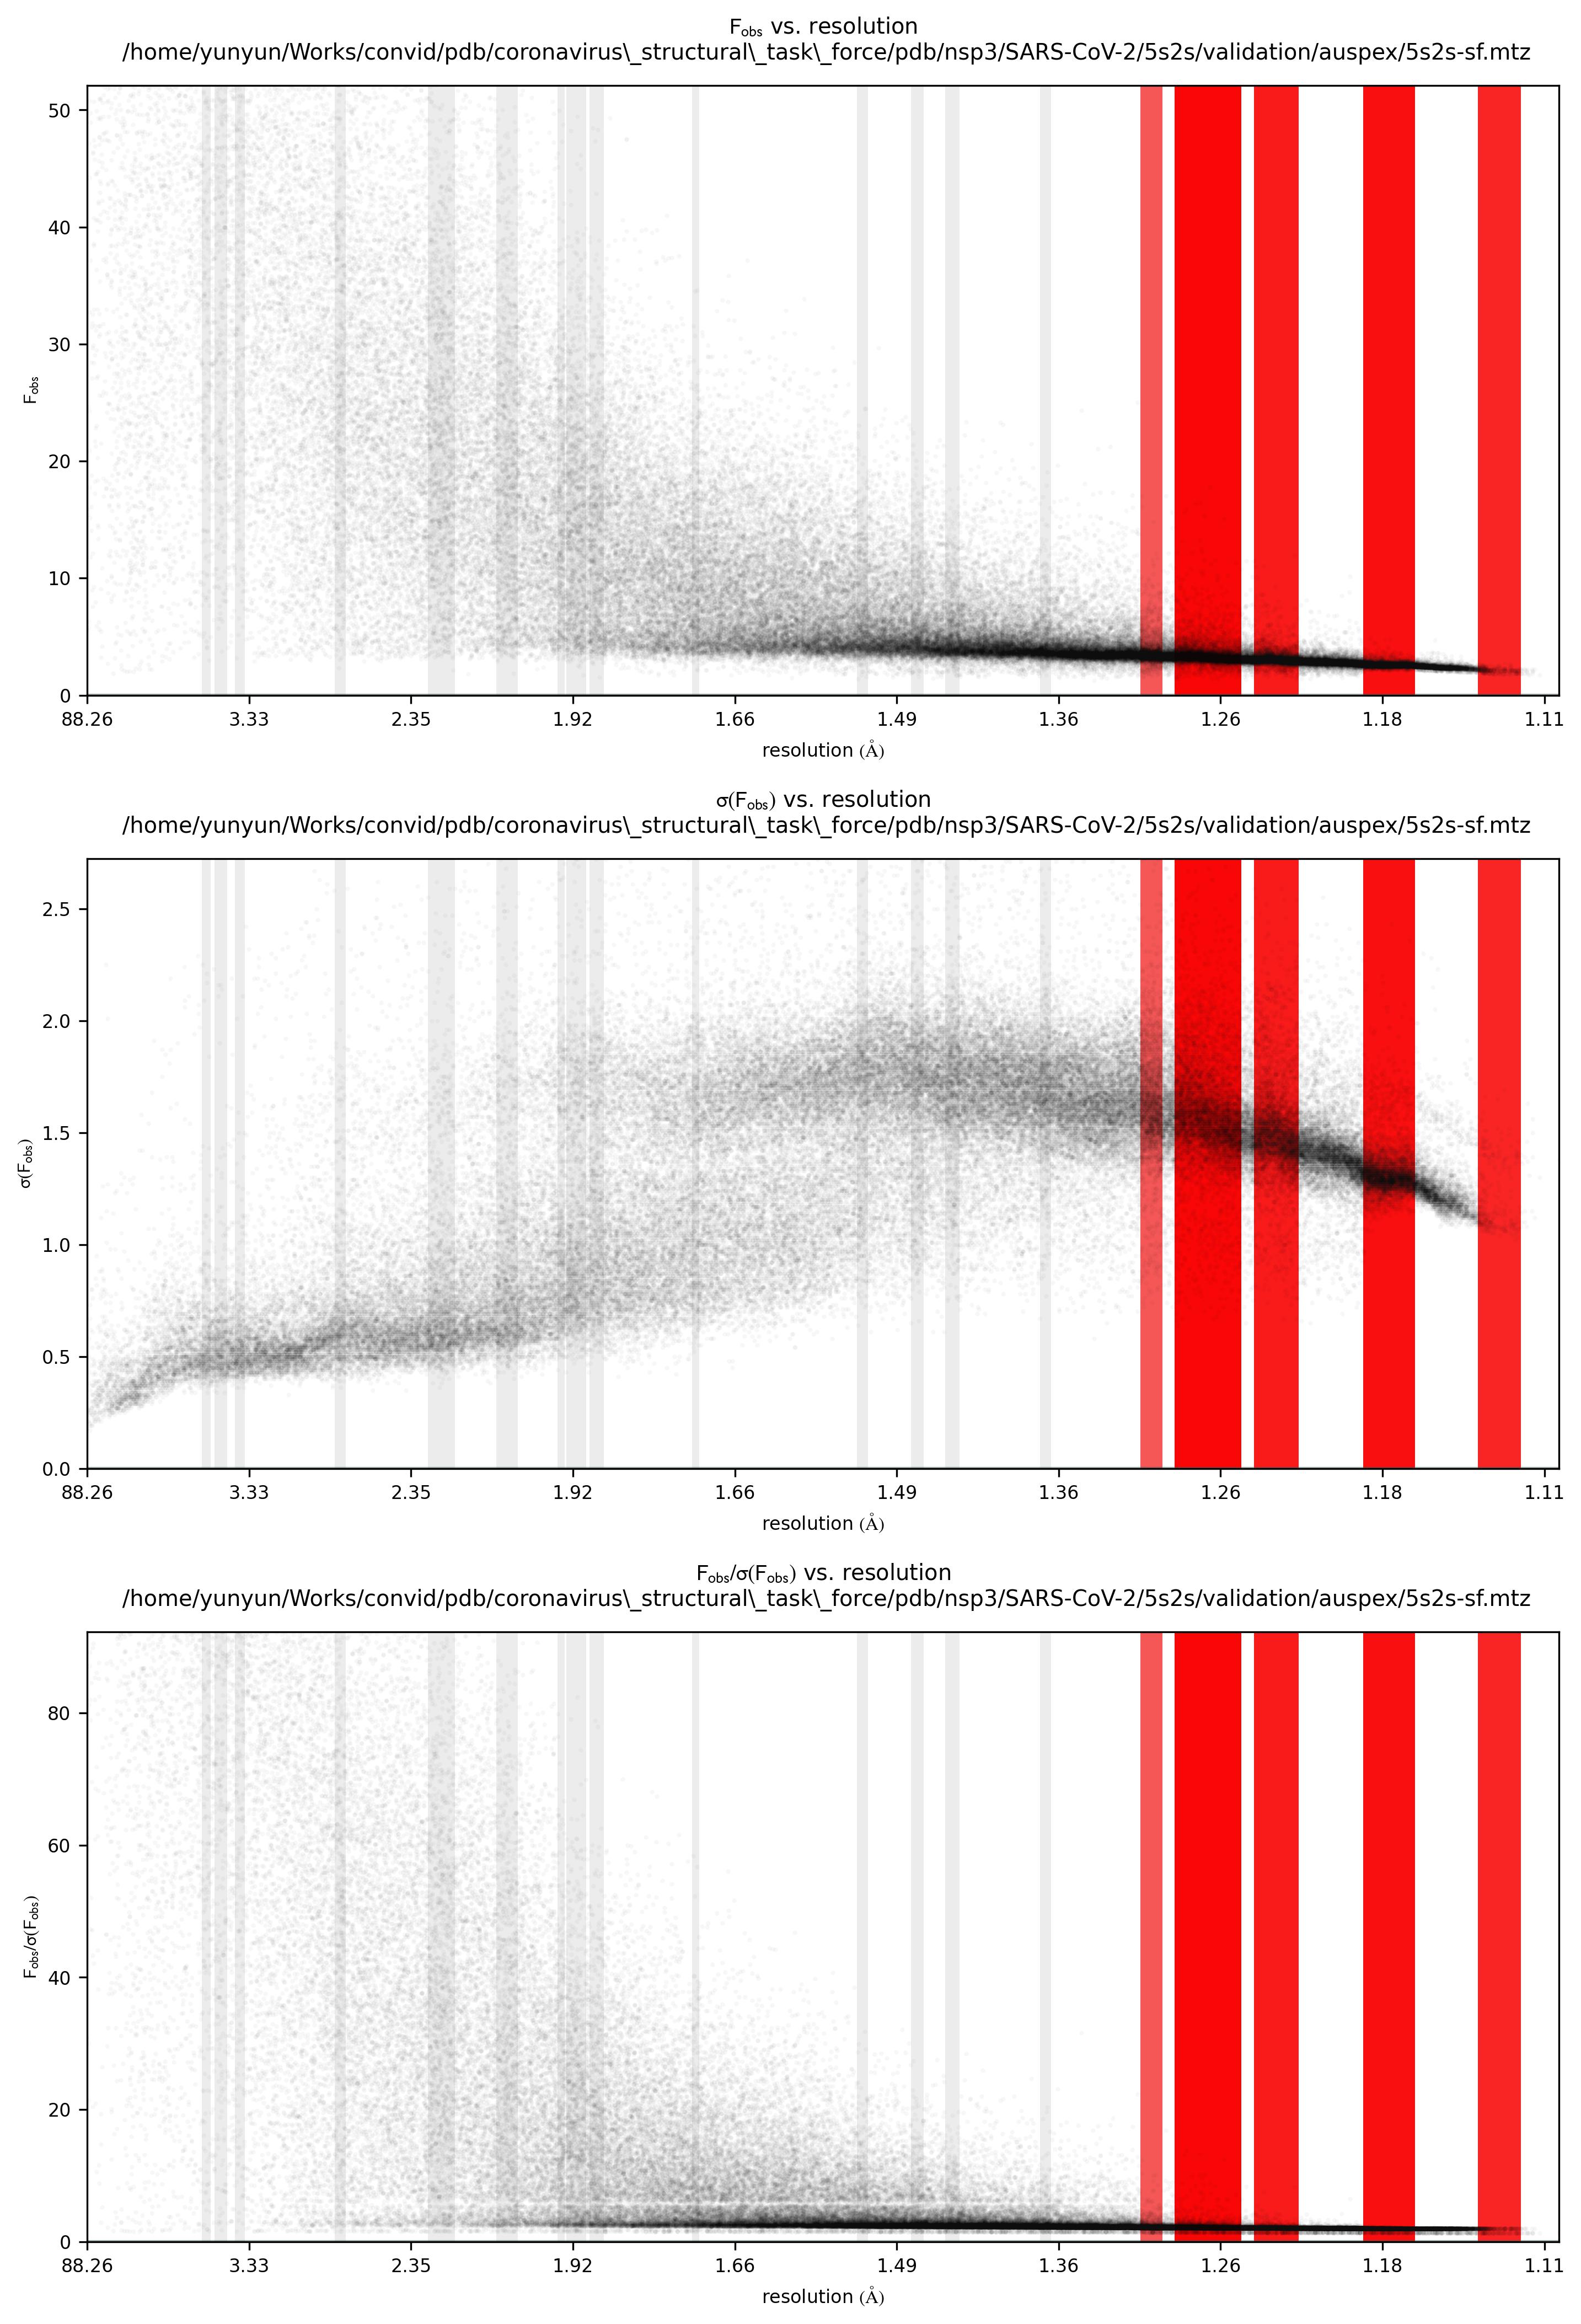 Fobs vs. resolution
/home/yunyun/Works/convid/pdb/coronavirus\_structural\_task\_force/pdb/nsp3/SARS-CoV-2/5s2s/validation/auspex/5s2s-sf.mtz
50
40
30
20
10
0
Fobs
88.26 3.33 2.35 1.92 1.66 1.49 1.36 1.26 1.18 1.11
resolution (Å)
σ(Fobs) vs. resolution
/home/yunyun/Works/convid/pdb/coronavirus\_structural\_task\_force/pdb/nsp3/SARS-CoV-2/5s2s/validation/auspex/5s2s-sf.mtz
2.5
2.0
1.5
1.0
0.5
0.0
σ(Fobs)
88.26 3.33 2.35 1.92 1.66 1.49 1.36 1.26 1.18 1.11
resolution (Å)
Fobs/σ(Fobs) vs. resolution
/home/yunyun/Works/convid/pdb/coronavirus\_structural\_task\_force/pdb/nsp3/SARS-CoV-2/5s2s/validation/auspex/5s2s-sf.mtz
80
60
40
20
0
Fobs/σ(Fobs)
88.26 3.33 2.35 1.92 1.66 1.49 1.36 1.26 1.18 1.11
resolution (Å)